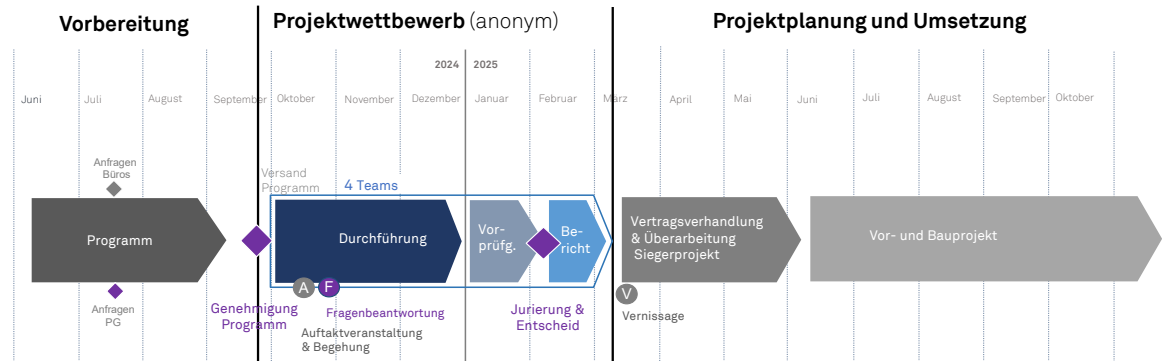 Vorbereitung
Projektwettbewerb (anonym)
Projektplanung und Umsetzung
2024
2025
Juni
Juli
August
September
Oktober
November
Dezember
Januar
Februar
März
April
Mai
Juni
Juli
August
September
Oktober
Anfragen
Büros
Programm
Anfragen
PG
Versand
Programm
4 Teams
Durchführung
Vor-
prüfg.
Be-
richt
Genehmigung
Programm
A
F
Fragenbeantwortung
Auftaktveranstaltung
& Begehung
Jurierung &
Entscheid
Vertragsverhandlung
& Überarbeitung
Siegerprojekt
V
Vernissage
Vor- und Bauprojekt